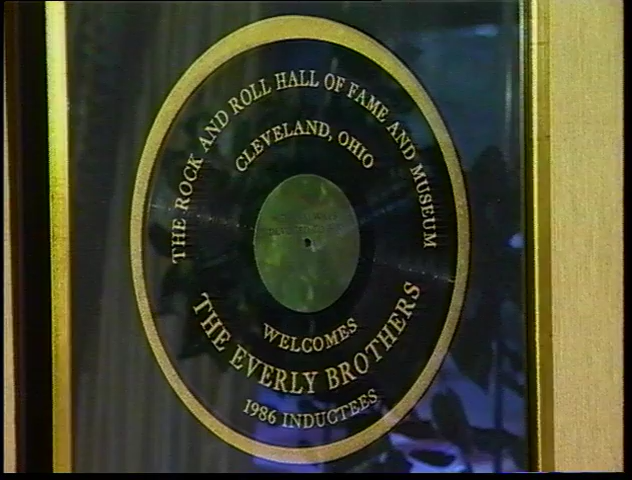 THE ROCK AND ROLL HALL OF FAME AND MUSEUM
CLEVELAND, OHIO
WELCOMES
THE EVERLY BROTHERS
1986 INDUCTEES